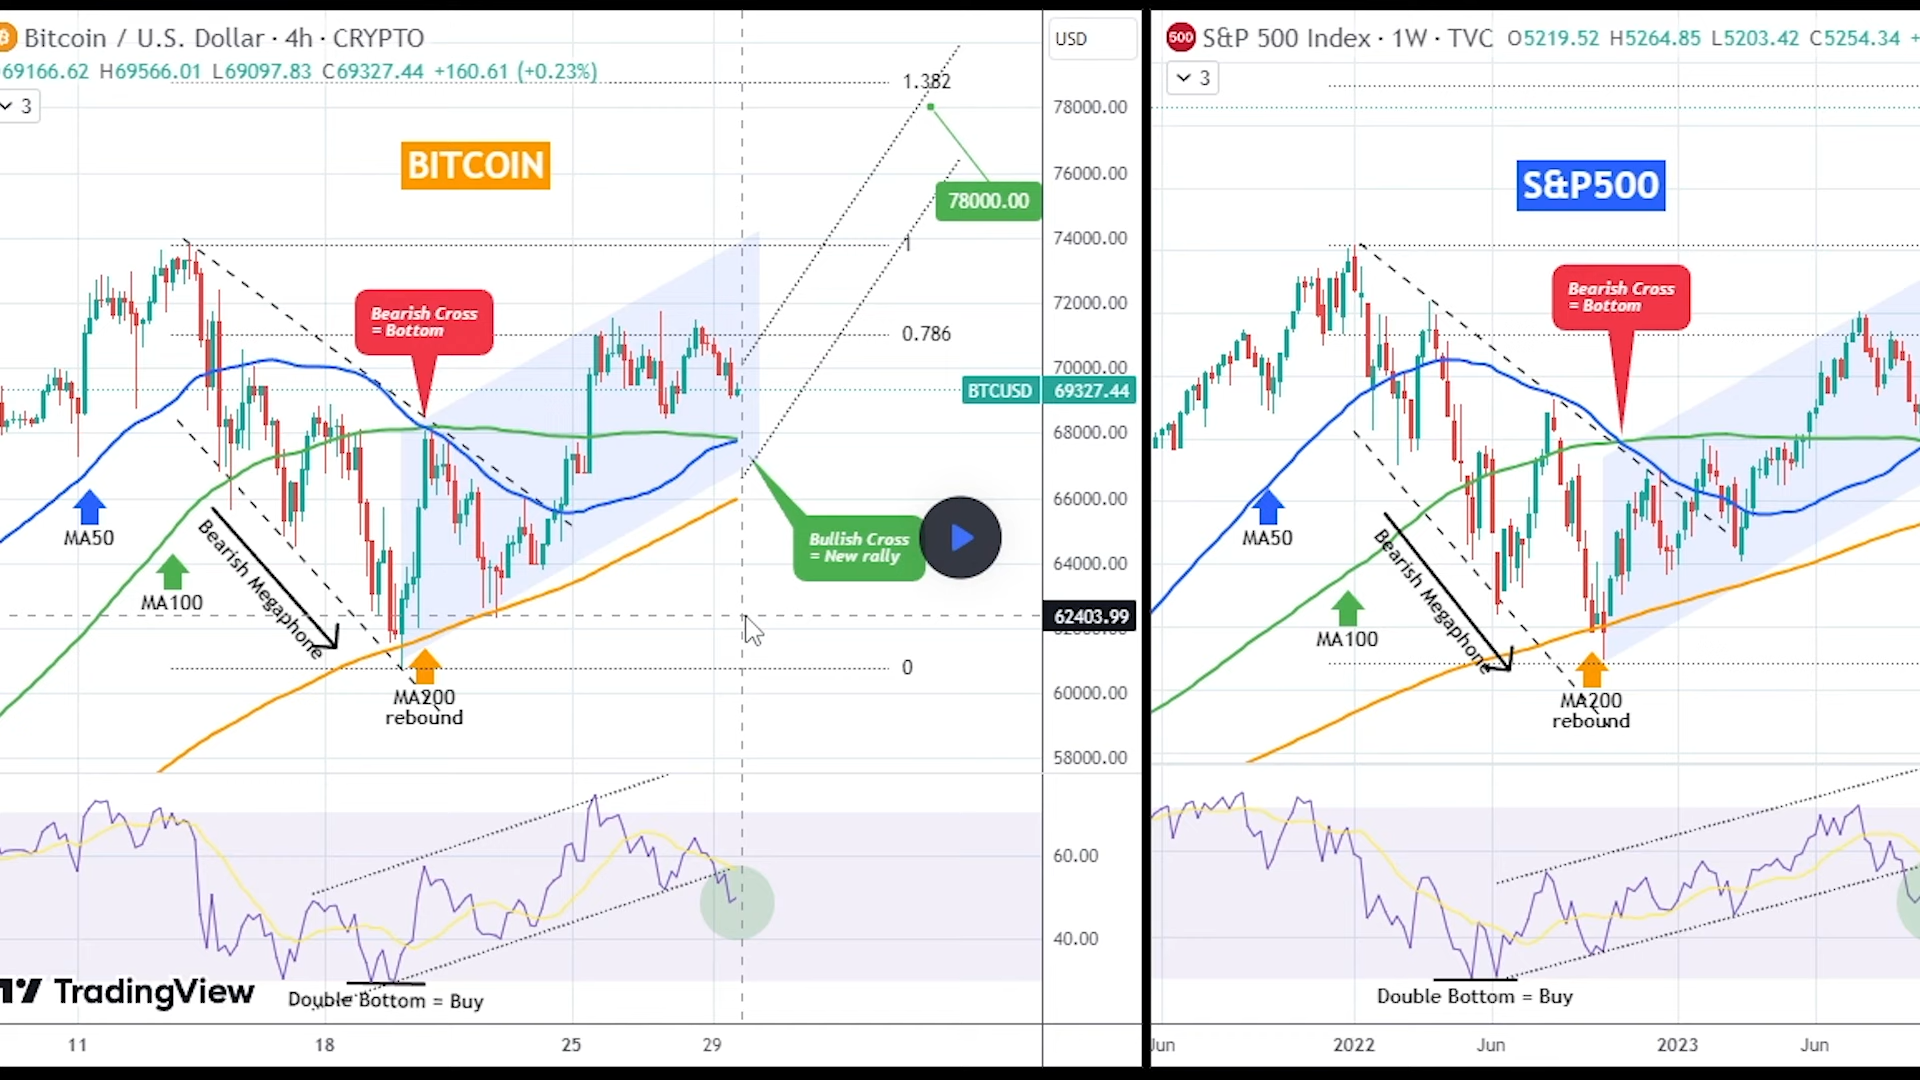 Bitcoin / U.S. Dollar · 4h · CRYPTO
69166.62 H69566.01 L69097.83 C69327.44 +160.61 (+0.23%)
3
USD
1.382
78000.00
BITCOIN
76000.00
78000.00
74000.00
1
72000.00
Bearish Cross
= Bottom
0.786
70000.00
BTCUSD 69327.44
68000.00
66000.00
MA50
Bullish Cross
= New rally
64000.00
MA100
Bearish Megaphone
62403.99
0
MA200
rebound
60000.00
58000.00
60.00
40.00
TradingView
Double Bottom = Buy
11 18 25 29
S&P 500 Index · 1W · TVC O5219.52 H5264.85 L5203.42 C5254.34 +
3
S&P500
Bearish Cross
= Bottom
MA50
MA100
Bearish Megaphone
MA200
rebound
Double Bottom = Buy
Jun 2022 Jun 2023 Jun